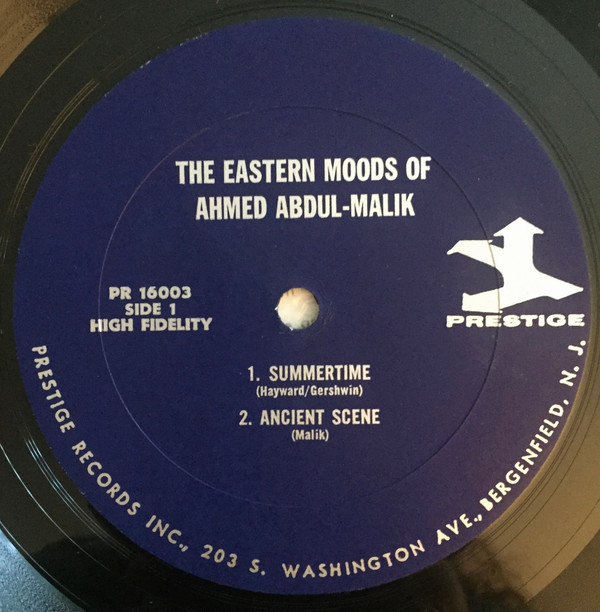 THE EASTERN MOODS OF
AHMED ABDUL-MALIK
PR 16003
SIDE 1
HIGH FIDELITY
PRESTIGE
1. SUMMERTIME
(Hayward/Gershwin)
2. ANCIENT SCENE
(Malik)
PRESTIGE RECORDS INC., 203 S. WASHINGTON AVE., BERGENFIELD, N. J.